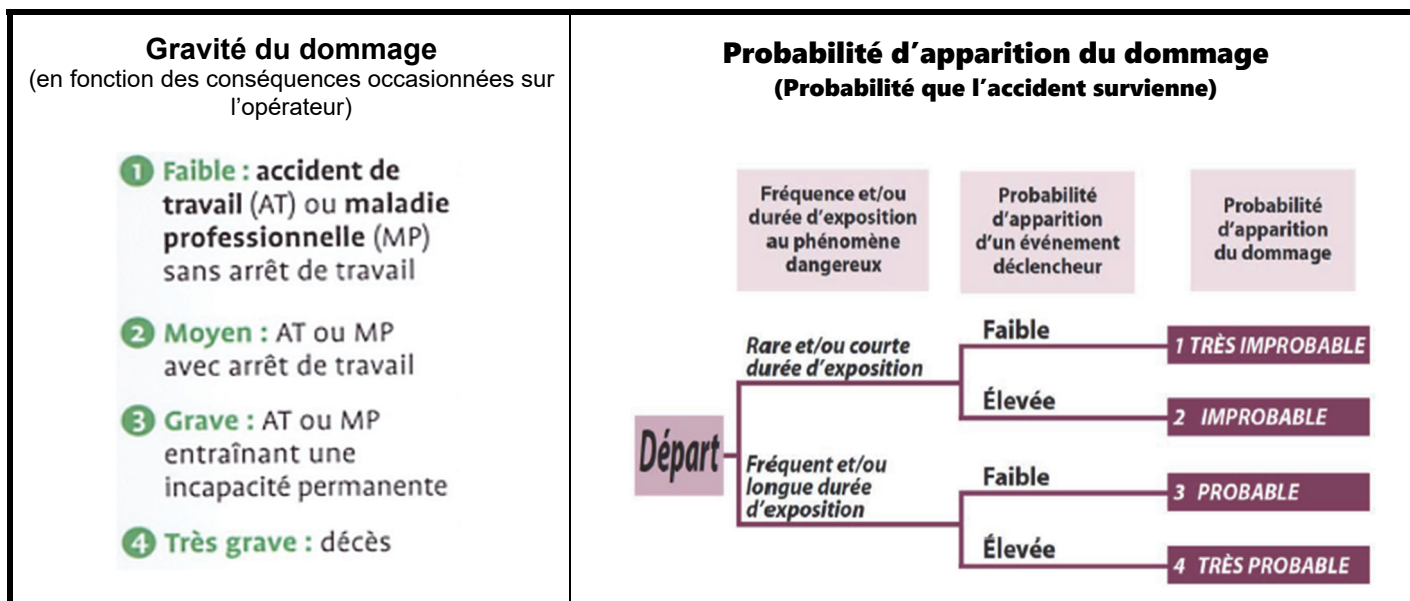 Gravité du dommage
(en fonction des conséquences occasionnées sur
l'opérateur)
1 Faible : accident de
travail (AT) ou maladie
professionnelle (MP)
sans arrêt de travail
2 Moyen : AT ou MP
avec arrêt de travail
3 Grave : AT ou MP
entraînant une
incapacité permanente
4 Très grave : décès
Probabilité d'apparition du dommage
(Probabilité que l'accident survienne)
Fréquence et/ou
durée d'exposition
au phénomène
dangereux
Probabilité
d'apparition
d'un événement
déclencheur
Probabilité
d'apparition
du dommage
Départ
Rare et/ou courte
durée d'exposition
Faible
1 TRÈS IMPROBABLE
Élevée
2 IMPROBABLE
Fréquent et/ou
longue durée
d'exposition
Faible
3 PROBABLE
Élevée
4 TRÈS PROBABLE